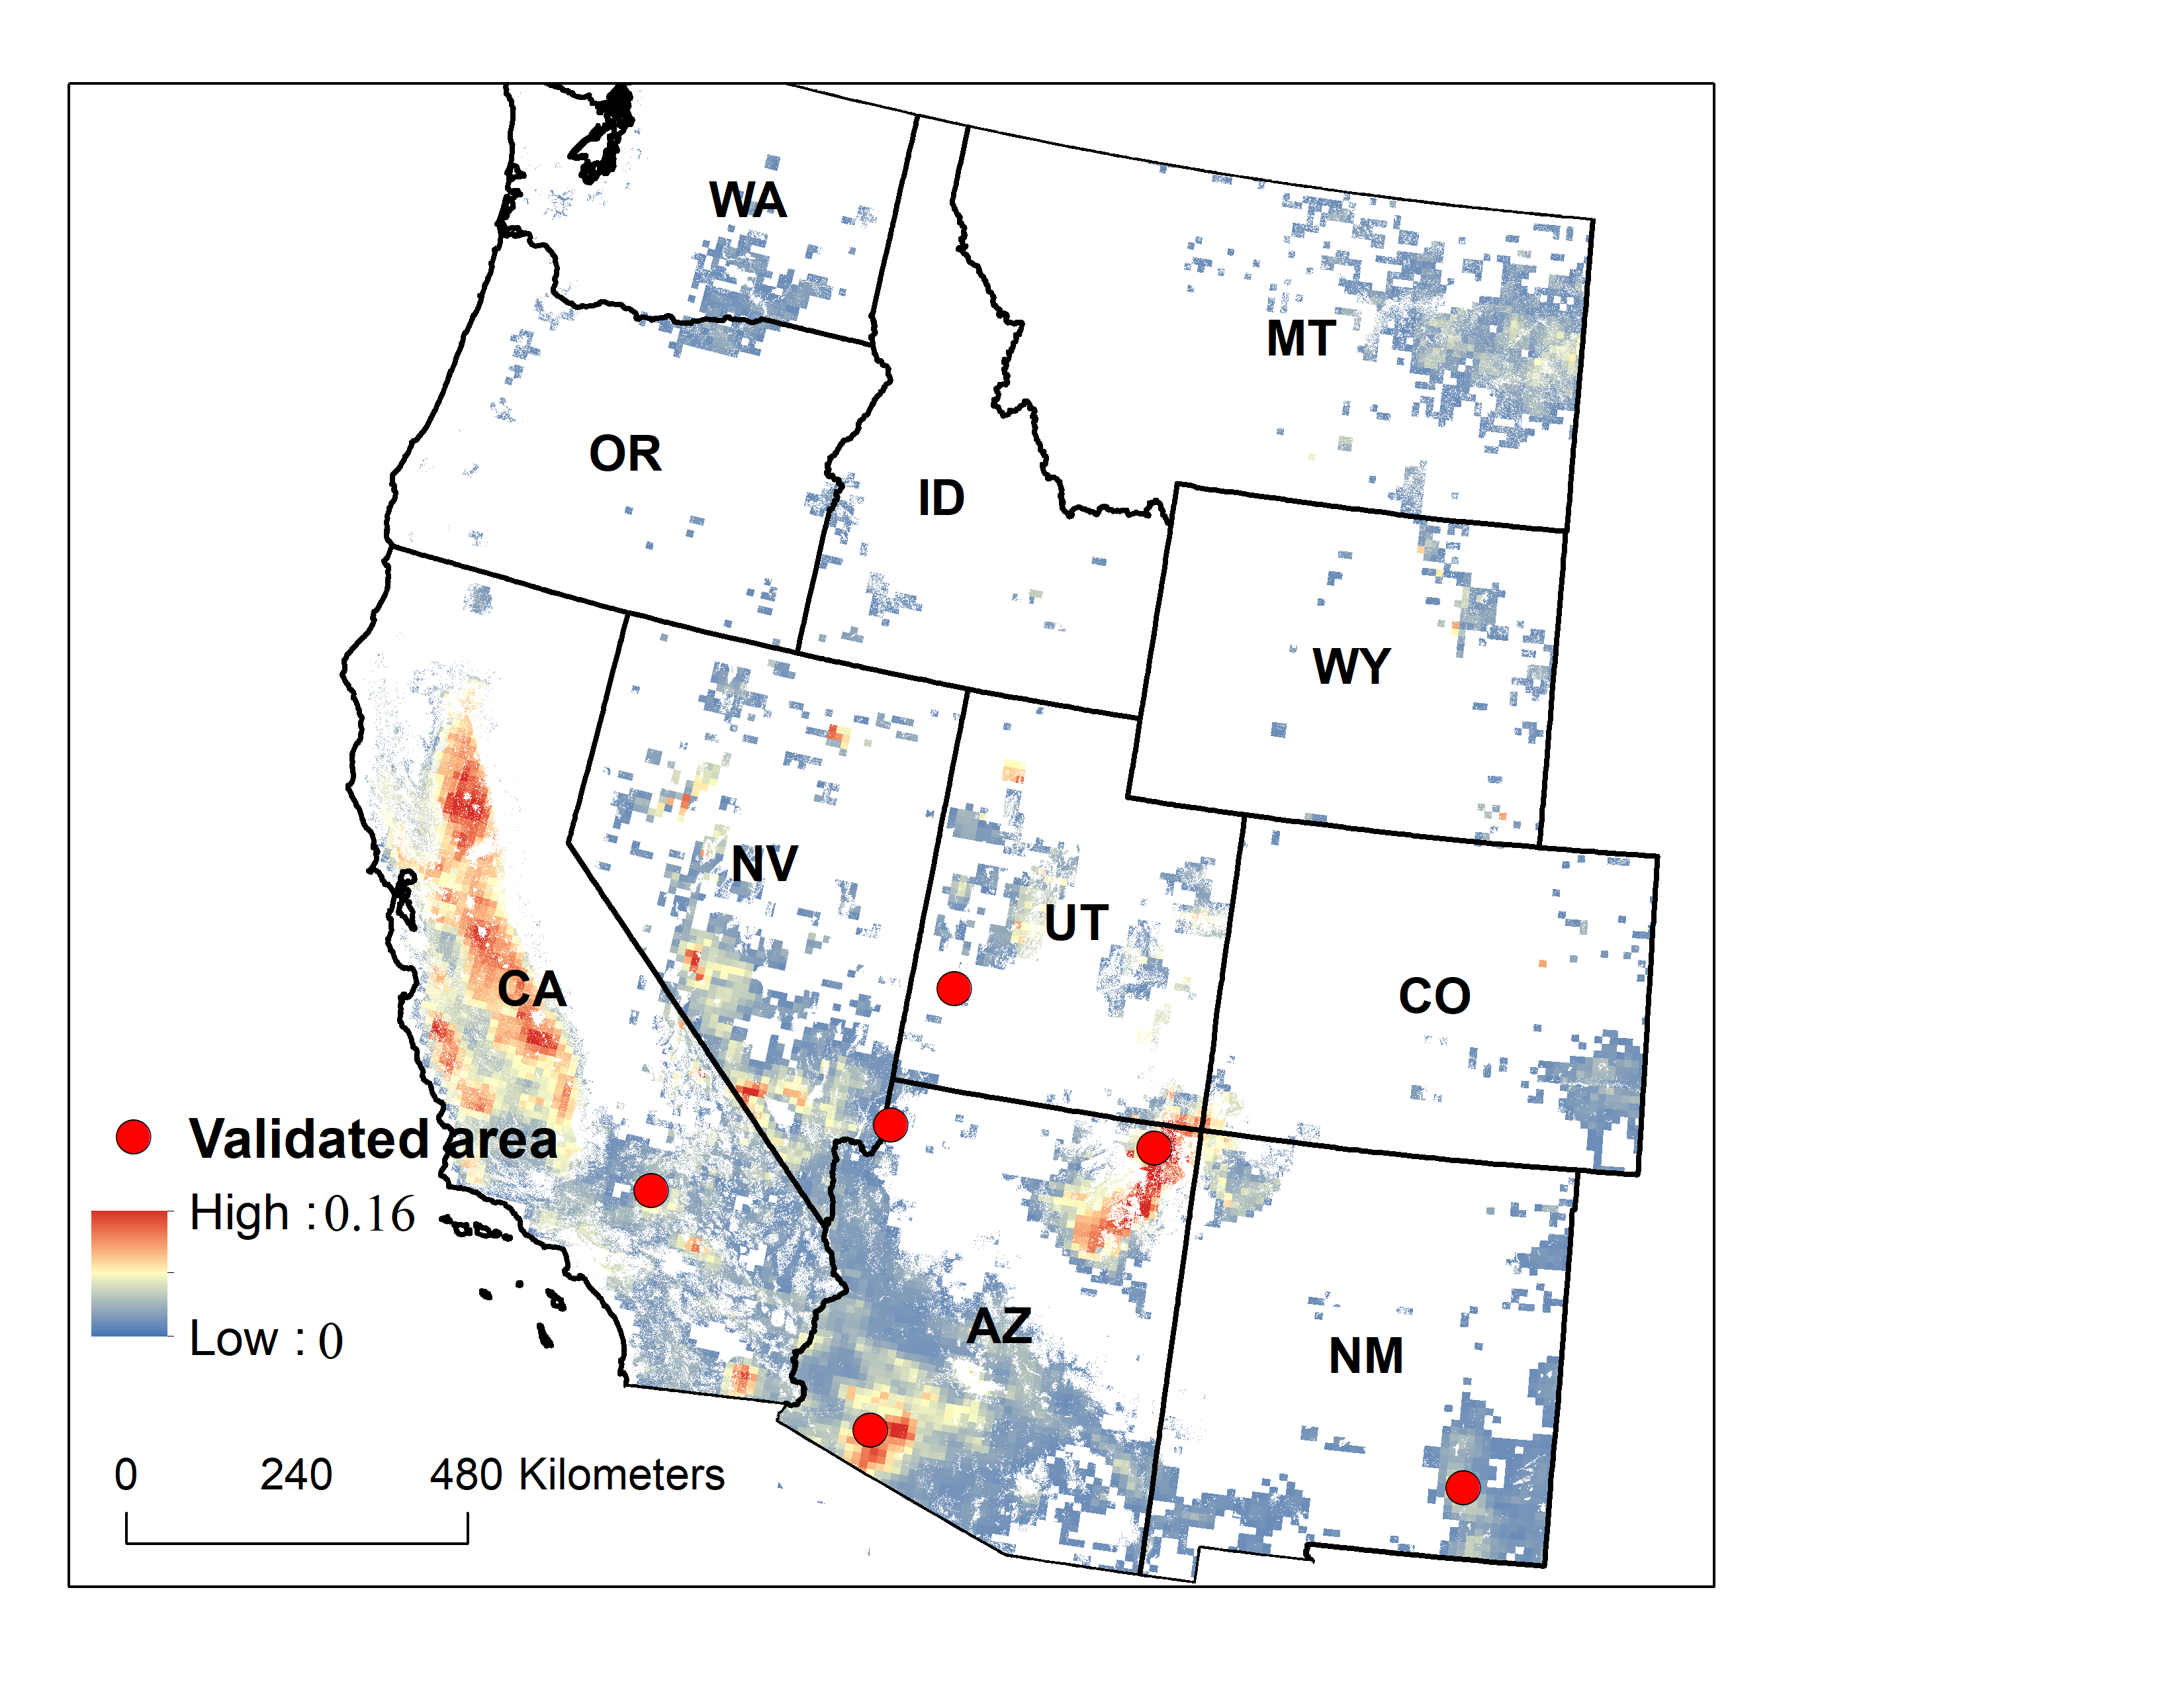 WA
MT
OR
ID
WY
NV
UT
CA
CO
Validated area
High : 0.16
Low : 0
AZ
NM
0 240 480 Kilometers